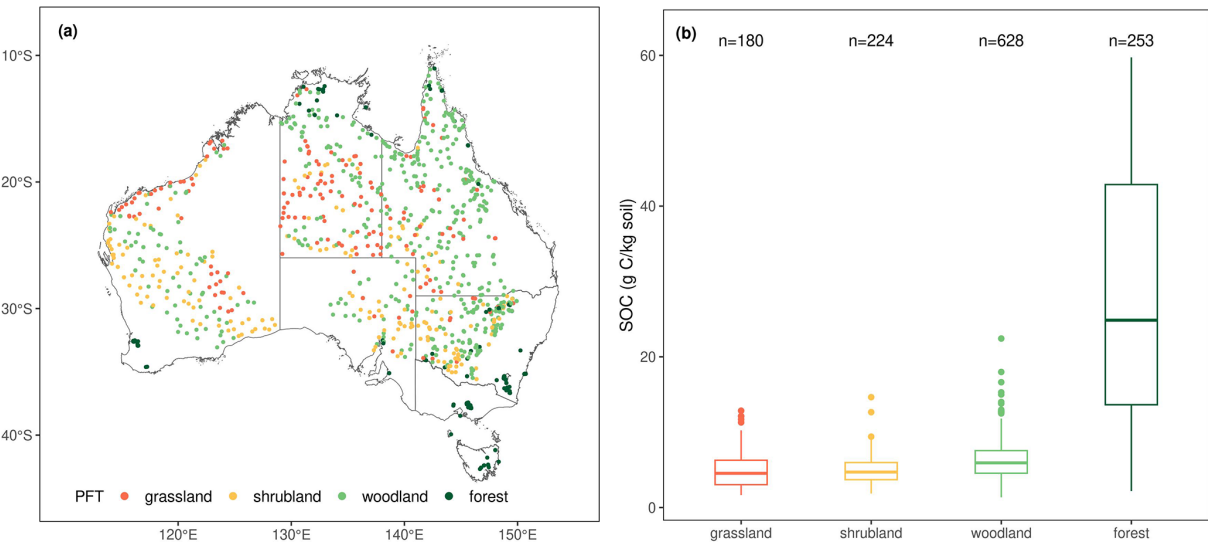 (a)
10°S
20°S
30°S
40°S
PFT grassland shrubland woodland forest
120°E 130°E 140°E 150°E
(b)
n=180 n=224 n=628 n=253
60
40
20
0
SOC (g C/kg soil)
grassland shrubland woodland forest